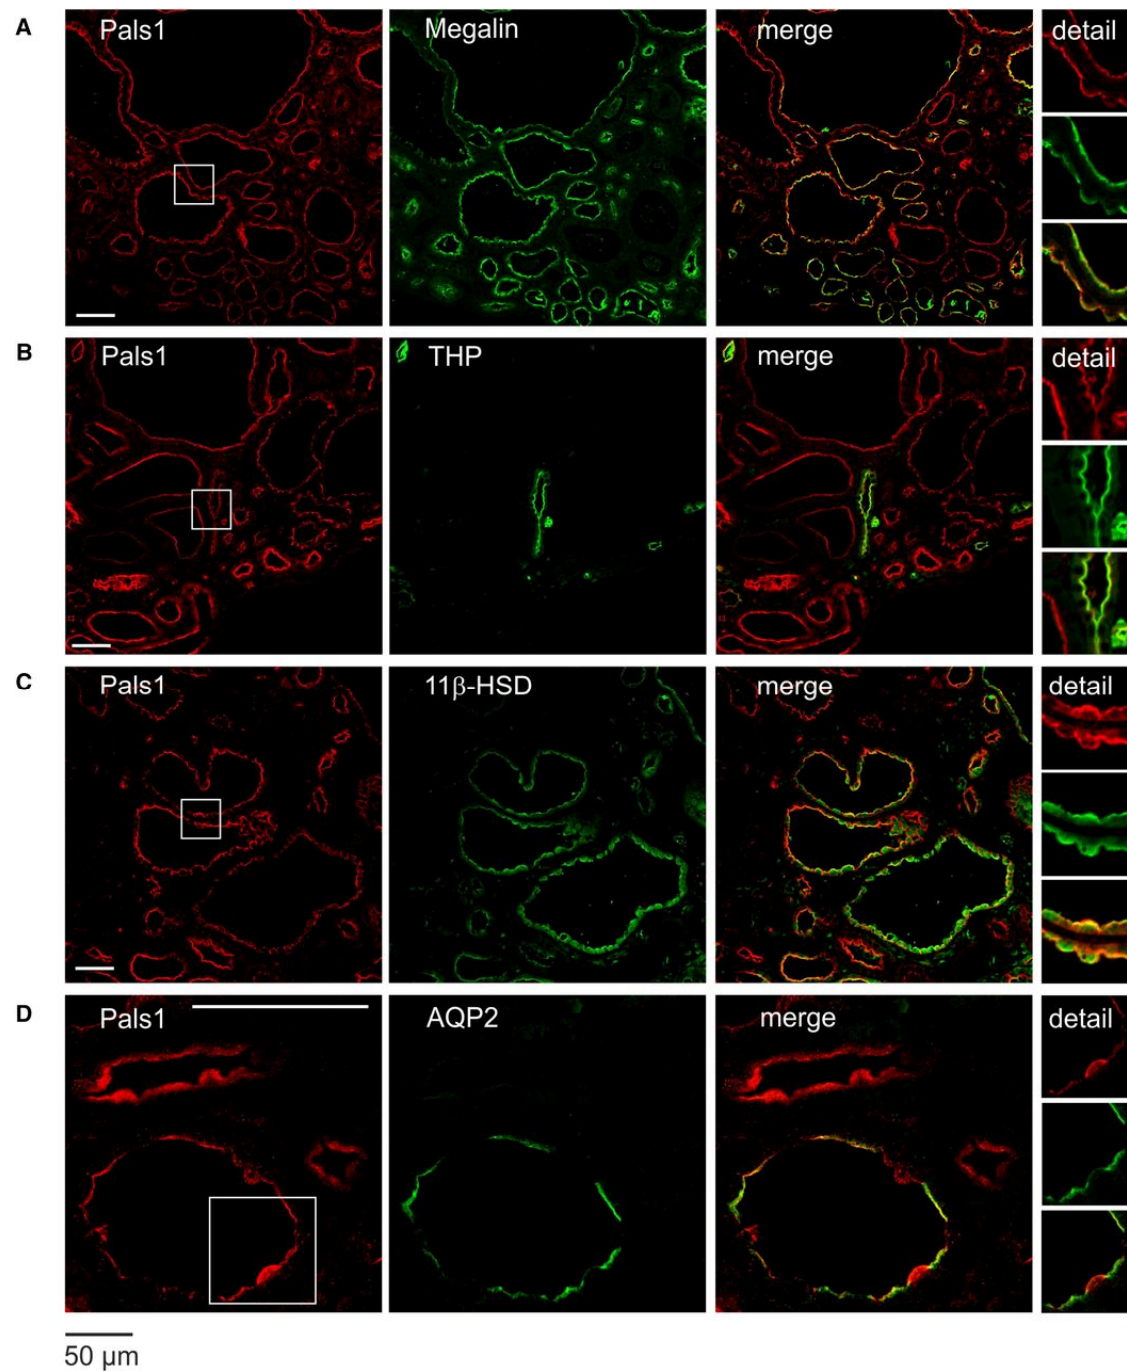 A Pals1 Megalin merge detail
B Pals1 THP merge detail
C Pals1 11β-HSD merge detail
D Pals1 AQP2 merge detail
50 µm